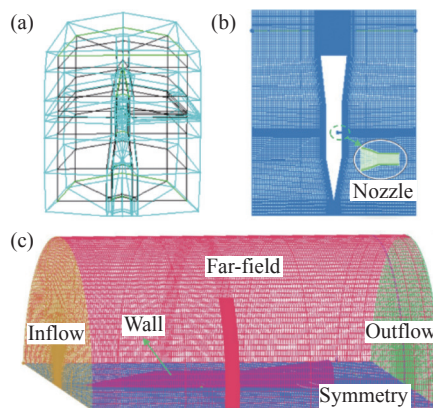 (a)
(b)
Nozzle
(c)
Far-field
Inflow
Wall
Outflow
Symmetry